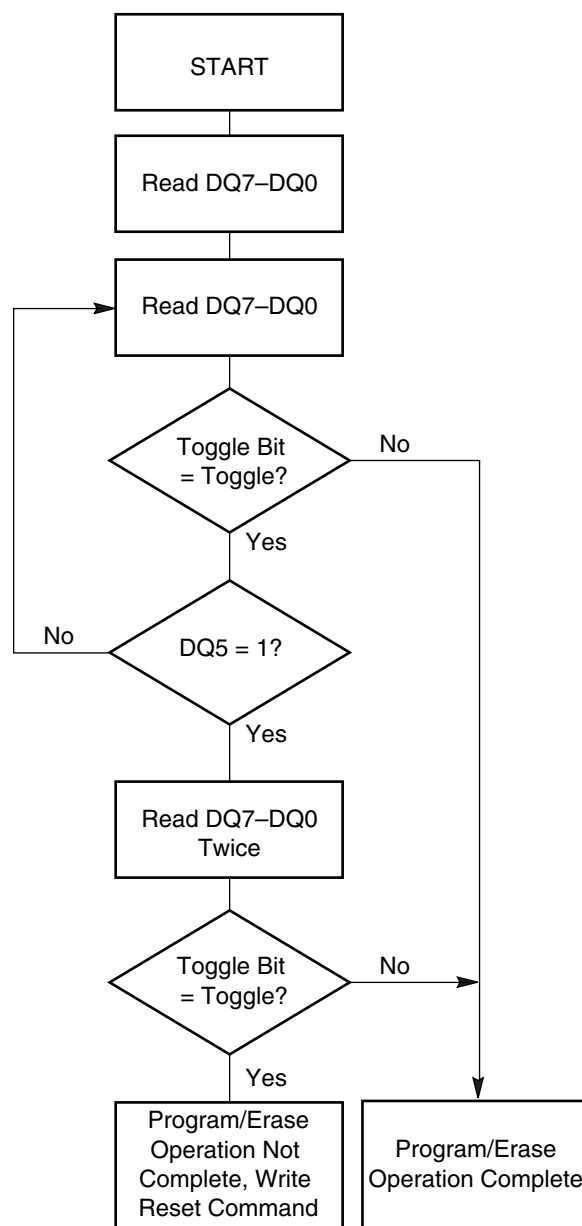 START
Read DQ7–DQ0
Read DQ7–DQ0
Toggle Bit
= Toggle?
No
Yes
No
DQ5 = 1?
Yes
Read DQ7–DQ0
Twice
Toggle Bit
= Toggle?
No
Yes
Program/Erase
Operation Not
Complete, Write
Reset Command
Program/Erase
Operation Complete